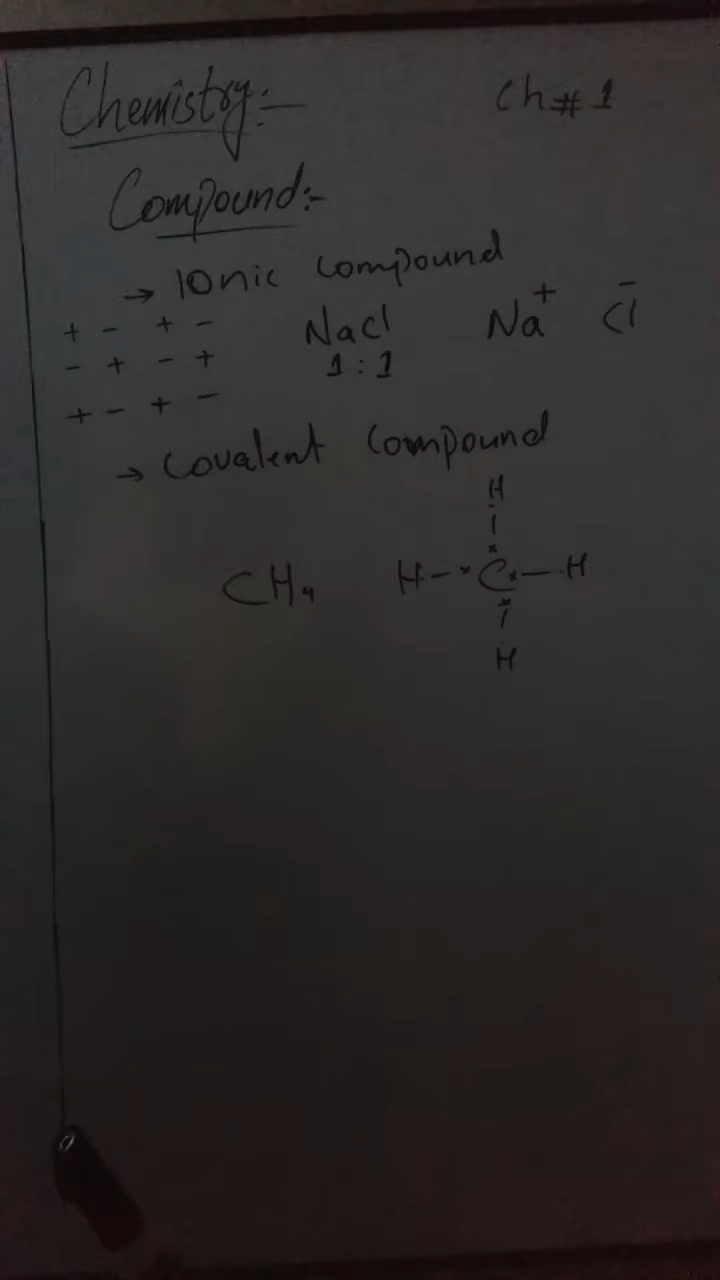 Chemistry:- Ch # 1
Compound:-
→ Ionic Compound
+ - + - NaCl Na⁺ Cl⁻
- + - + 1 : 1
+ - + -
→ Covalent Compound
H
CH₄ H - C - H
H